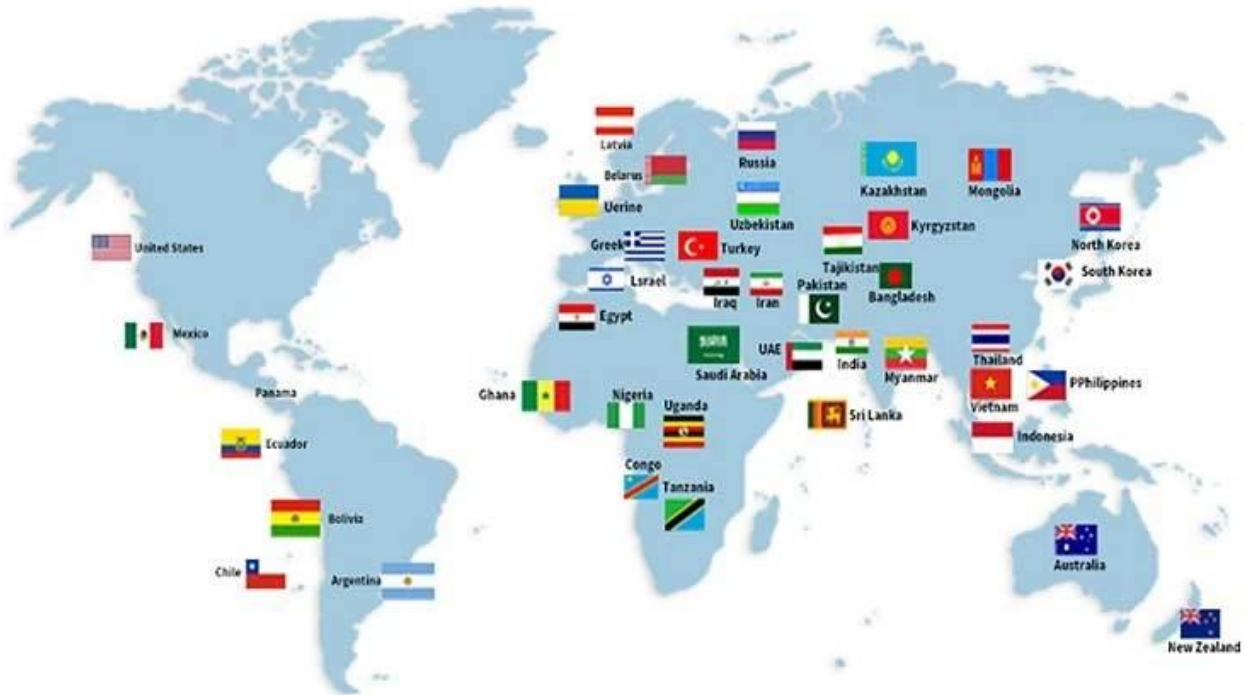 Latvia
Russia
Belarus
Kazakhstan
Mongolia
Uerine
Uzbekistan
Kyrgyzstan
North Korea
United States
Greek
Turkey
Tajikistan
South Korea
Lsrael
Iraq
Iran
Pakistan
Bangladesh
Egypt
Mexico
Saudi Arabia
UAE
India
Myanmar
Thailand
Panama
Ghana
Nigeria
Uganda
Sri Lanka
Vietnam
PPhilippines
Ecuador
Indonesia
Congo
Tanzania
Bolivia
Chile
Argentina
Australia
New Zealand